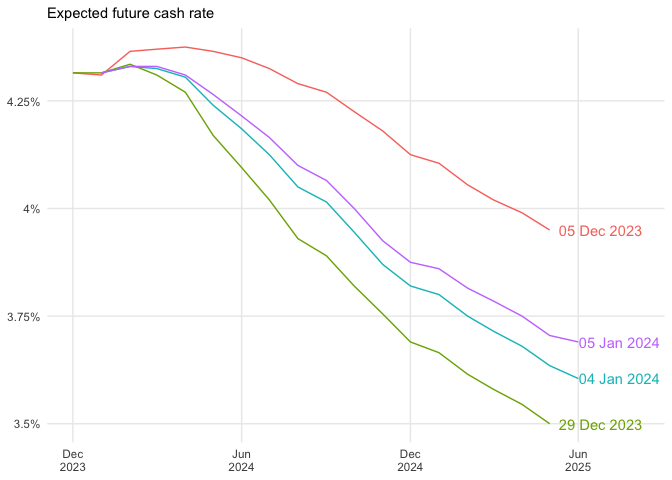 Expected future cash rate
4.25%
4%
3.75%
3.5%
05 Dec 2023
05 Jan 2024
04 Jan 2024
29 Dec 2023
Dec
2023
Jun
2024
Dec
2024
Jun
2025